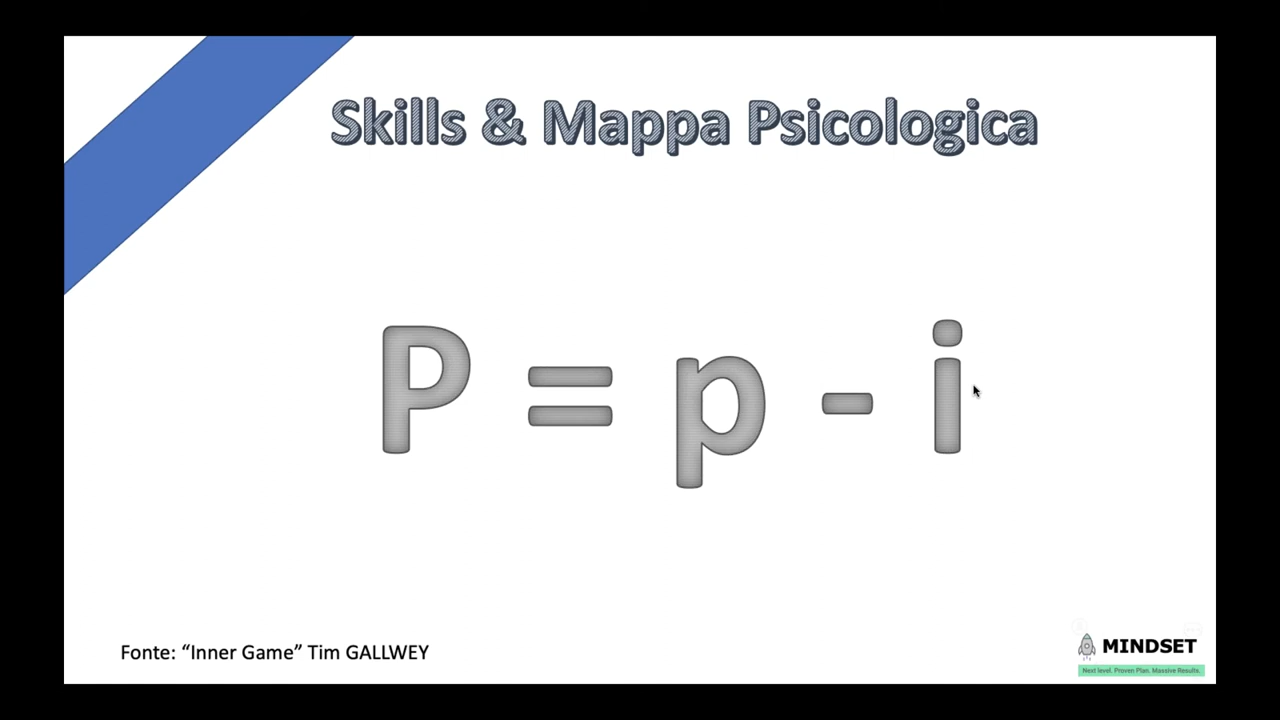 Skills & Mappa Psicologica
P = p - i
Fonte: “Inner Game” Tim GALLWEY
MINDSET
Next level. Proven Plan. Massive Results.